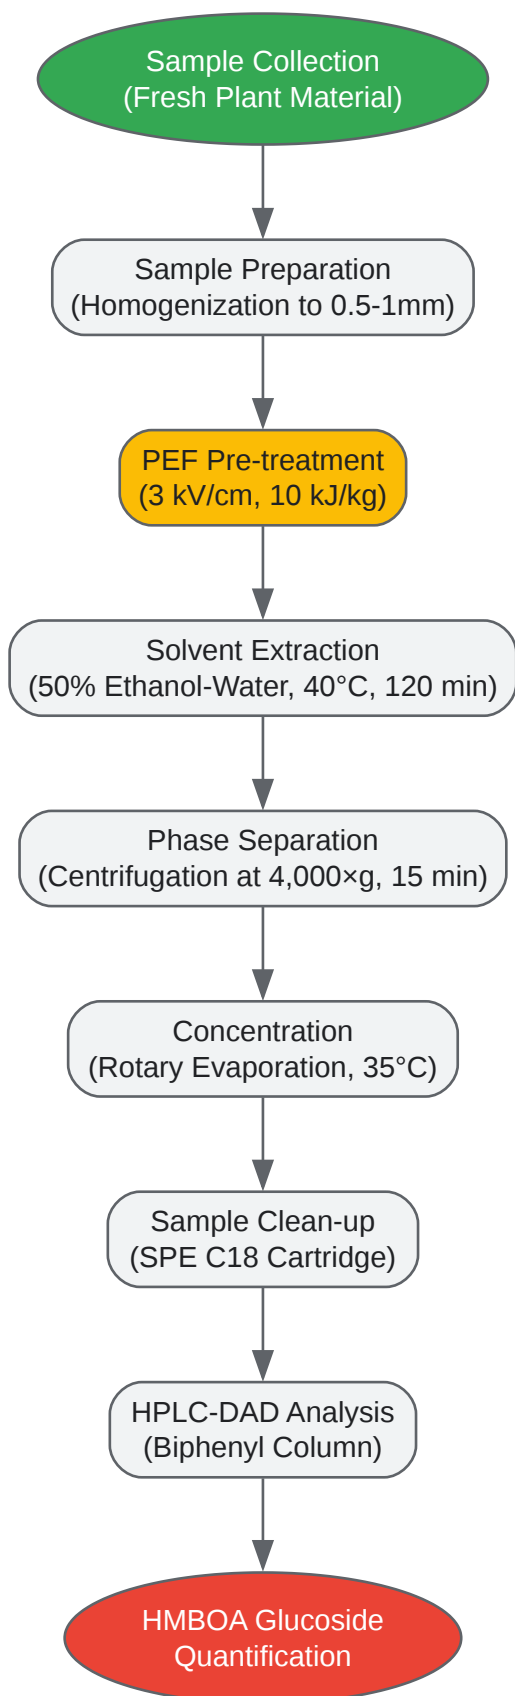 Sample Collection
(Fresh Plant Material)
Sample Preparation
(Homogenization to 0.5-1mm)
PEF Pre-treatment
(3 kV/cm, 10 kJ/kg)
Solvent Extraction
(50% Ethanol-Water, 40°C, 120 min)
Phase Separation
(Centrifugation at 4,000×g, 15 min)
Concentration
(Rotary Evaporation, 35°C)
Sample Clean-up
(SPE C18 Cartridge)
HPLC-DAD Analysis
(Biphenyl Column)
HMBOA Glucoside
Quantification